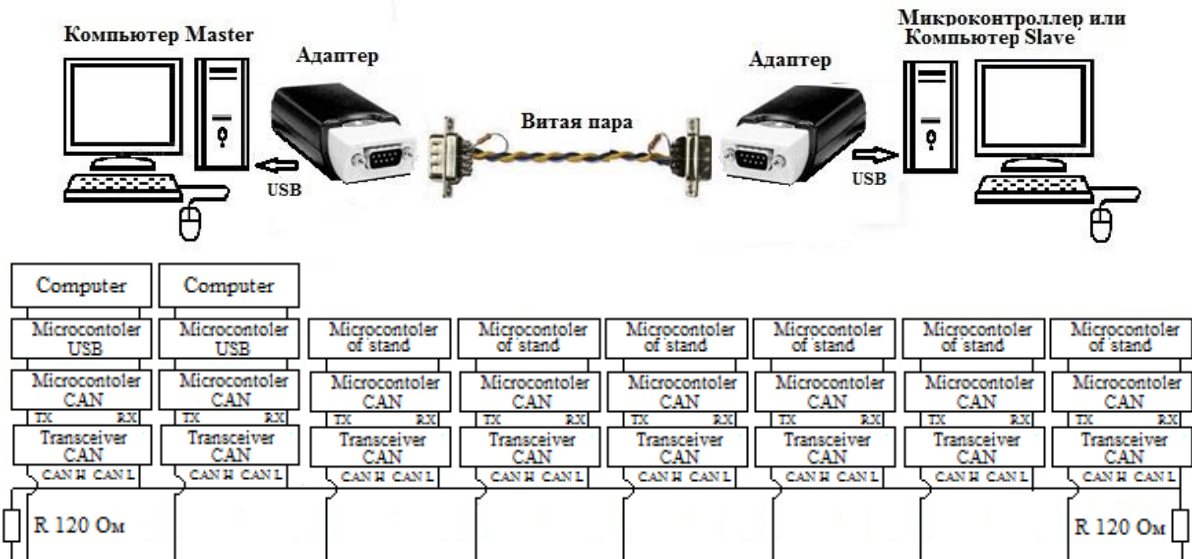 Компьютер Master
Адаптер
Витая пара
Адаптер
Микроконтроллер или
Компьютер Slave
USB
USB
Computer
Computer
Microcontoler
USB
Microcontoler
USB
Microcontoler
of stand
Microcontoler
of stand
Microcontoler
of stand
Microcontoler
of stand
Microcontoler
of stand
Microcontoler
of stand
Microcontoler
CAN
Microcontoler
CAN
Microcontoler
CAN
Microcontoler
CAN
Microcontoler
CAN
Microcontoler
CAN
Microcontoler
CAN
Microcontoler
CAN
TX RX
TX RX
TX RX
TX RX
TX RX
TX RX
TX RX
TX RX
Transceiver
CAN
Transceiver
CAN
Transceiver
CAN
Transceiver
CAN
Transceiver
CAN
Transceiver
CAN
Transceiver
CAN
Transceiver
CAN
CAN H CAN L
CAN H CAN L
CAN H CAN L
CAN H CAN L
CAN H CAN L
CAN H CAN L
CAN H CAN L
CAN H CAN L
R 120 Ом
R 120 Ом